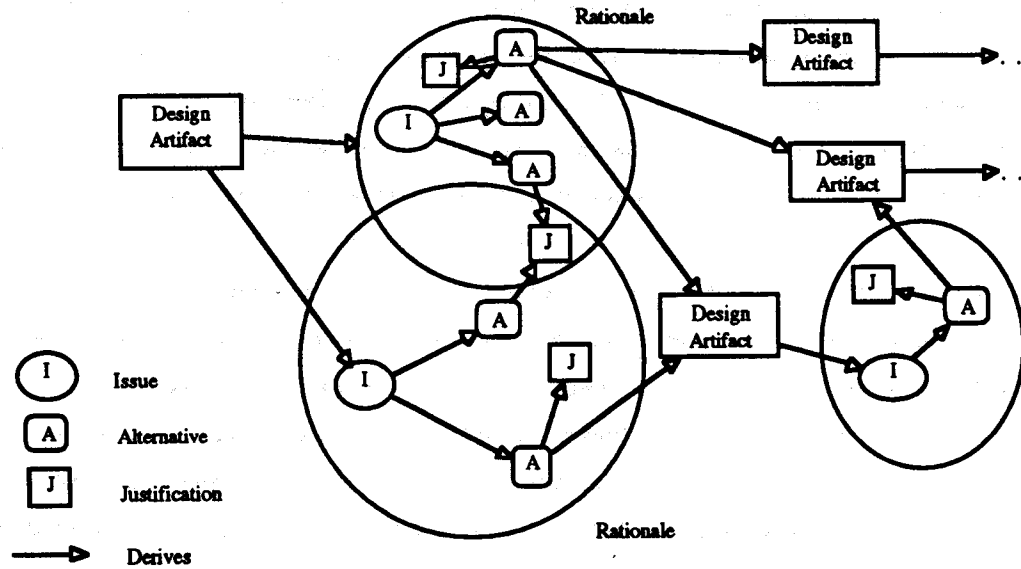 Rationale
Design
Artifact
. .
A
J
A
I
Design
Artifact
A
Design
Artifact
. .
J
J
A
Design
Artifact
A
J
I
I
A
I
Issue
A
Alternative
J
Justification
Derives
Rationale